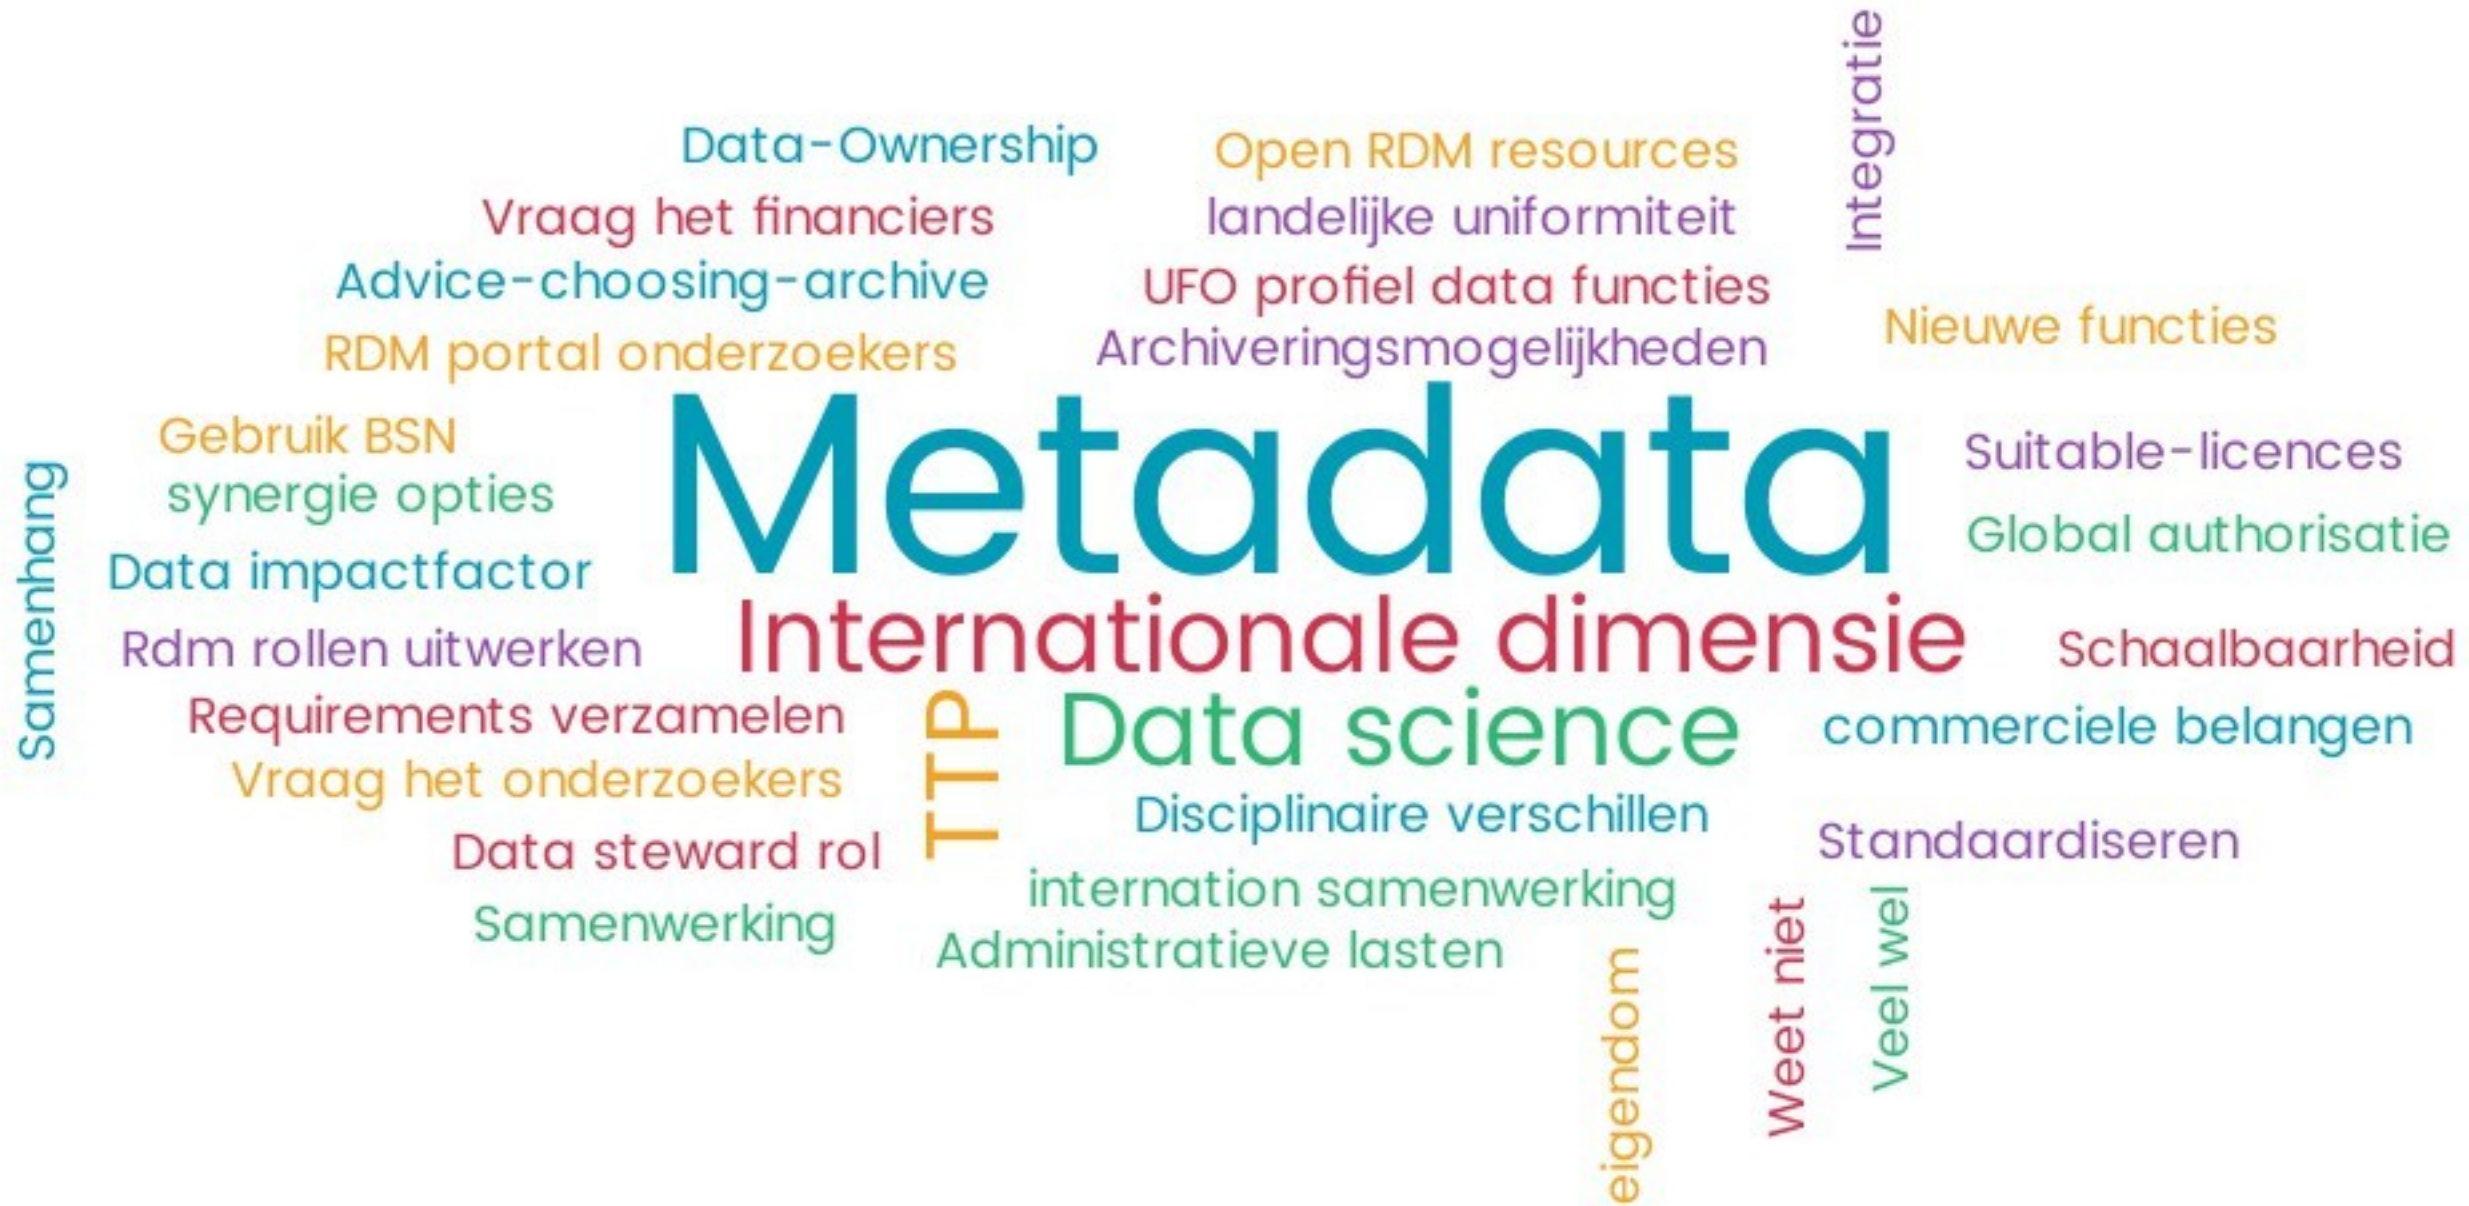 Integratie
Data-Ownership
Open RDM resources
Vraag het financiers
landelijke uniformiteit
Advice-choosing-archive
UFO profiel data functies
Nieuwe functies
RDM portal onderzoekers
Archiveringsmogelijkheden
Gebruik BSN
Metadata
Suitable-licences
synergie opties
Global authorisatie
Samenhang
Data impactfactor
Rdm rollen uitwerken
Internationale dimensie
Schaalbaarheid
Requirements verzamelen
TTP
Data science
commerciele belangen
Vraag het onderzoekers
Disciplinaire verschillen
Standaardiseren
Data steward rol
internation samenwerking
Samenwerking
Administratieve lasten
eigendom
Weet niet
Veel wel